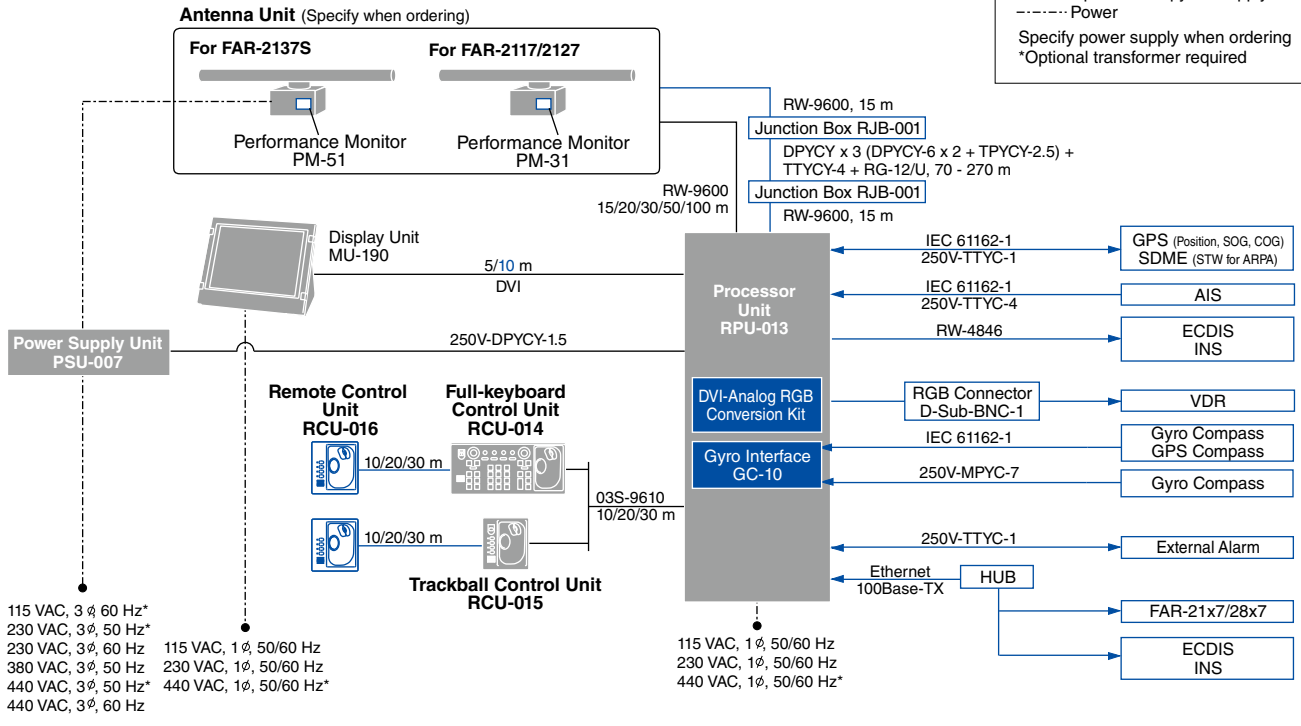 Antenna Unit (Specify when ordering)
For FAR-2137S
For FAR-2117/2127
Performance Monitor
PM-51
Performance Monitor
PM-31
Power
Specify power supply when ordering
*Optional transformer required
RW-9600, 15 m
Junction Box RJB-001
DPYCY x 3 (DPYCY-6 x 2 + TPYCY-2.5) +
TTYCY-4 + RG-12/U, 70 - 270 m
Junction Box RJB-001
RW-9600, 15 m
RW-9600
15/20/30/50/100 m
Display Unit
MU-190
5/10 m
DVI
Power Supply Unit
PSU-007
250V-DPYCY-1.5
Processor
Unit
RPU-013
DVI-Analog RGB
Conversion Kit
Gyro Interface
GC-10
IEC 61162-1
250V-TTYC-1
GPS (Position, SOG, COG)
SDME (STW for ARPA)
IEC 61162-1
250V-TTYC-4
AIS
RW-4846
ECDIS
INS
RGB Connector
D-Sub-BNC-1
VDR
IEC 61162-1
Gyro Compass
GPS Compass
250V-MPYC-7
Gyro Compass
250V-TTYC-1
External Alarm
Ethernet
100Base-TX
HUB
FAR-21x7/28x7
ECDIS
INS
Remote Control
Unit
RCU-016
Full-keyboard
Control Unit
RCU-014
10/20/30 m
03S-9610
10/20/30 m
10/20/30 m
Trackball Control Unit
RCU-015
115 VAC, 3 ø, 60 Hz*
230 VAC, 3ø, 50 Hz*
230 VAC, 3ø, 60 Hz
380 VAC, 3ø, 50 Hz
440 VAC, 3ø, 50 Hz*
440 VAC, 3ø, 60 Hz
115 VAC, 1ø, 50/60 Hz
230 VAC, 1ø, 50/60 Hz
440 VAC, 1ø, 50/60 Hz*
115 VAC, 1ø, 50/60 Hz
230 VAC, 1ø, 50/60 Hz
440 VAC, 1ø, 50/60 Hz*